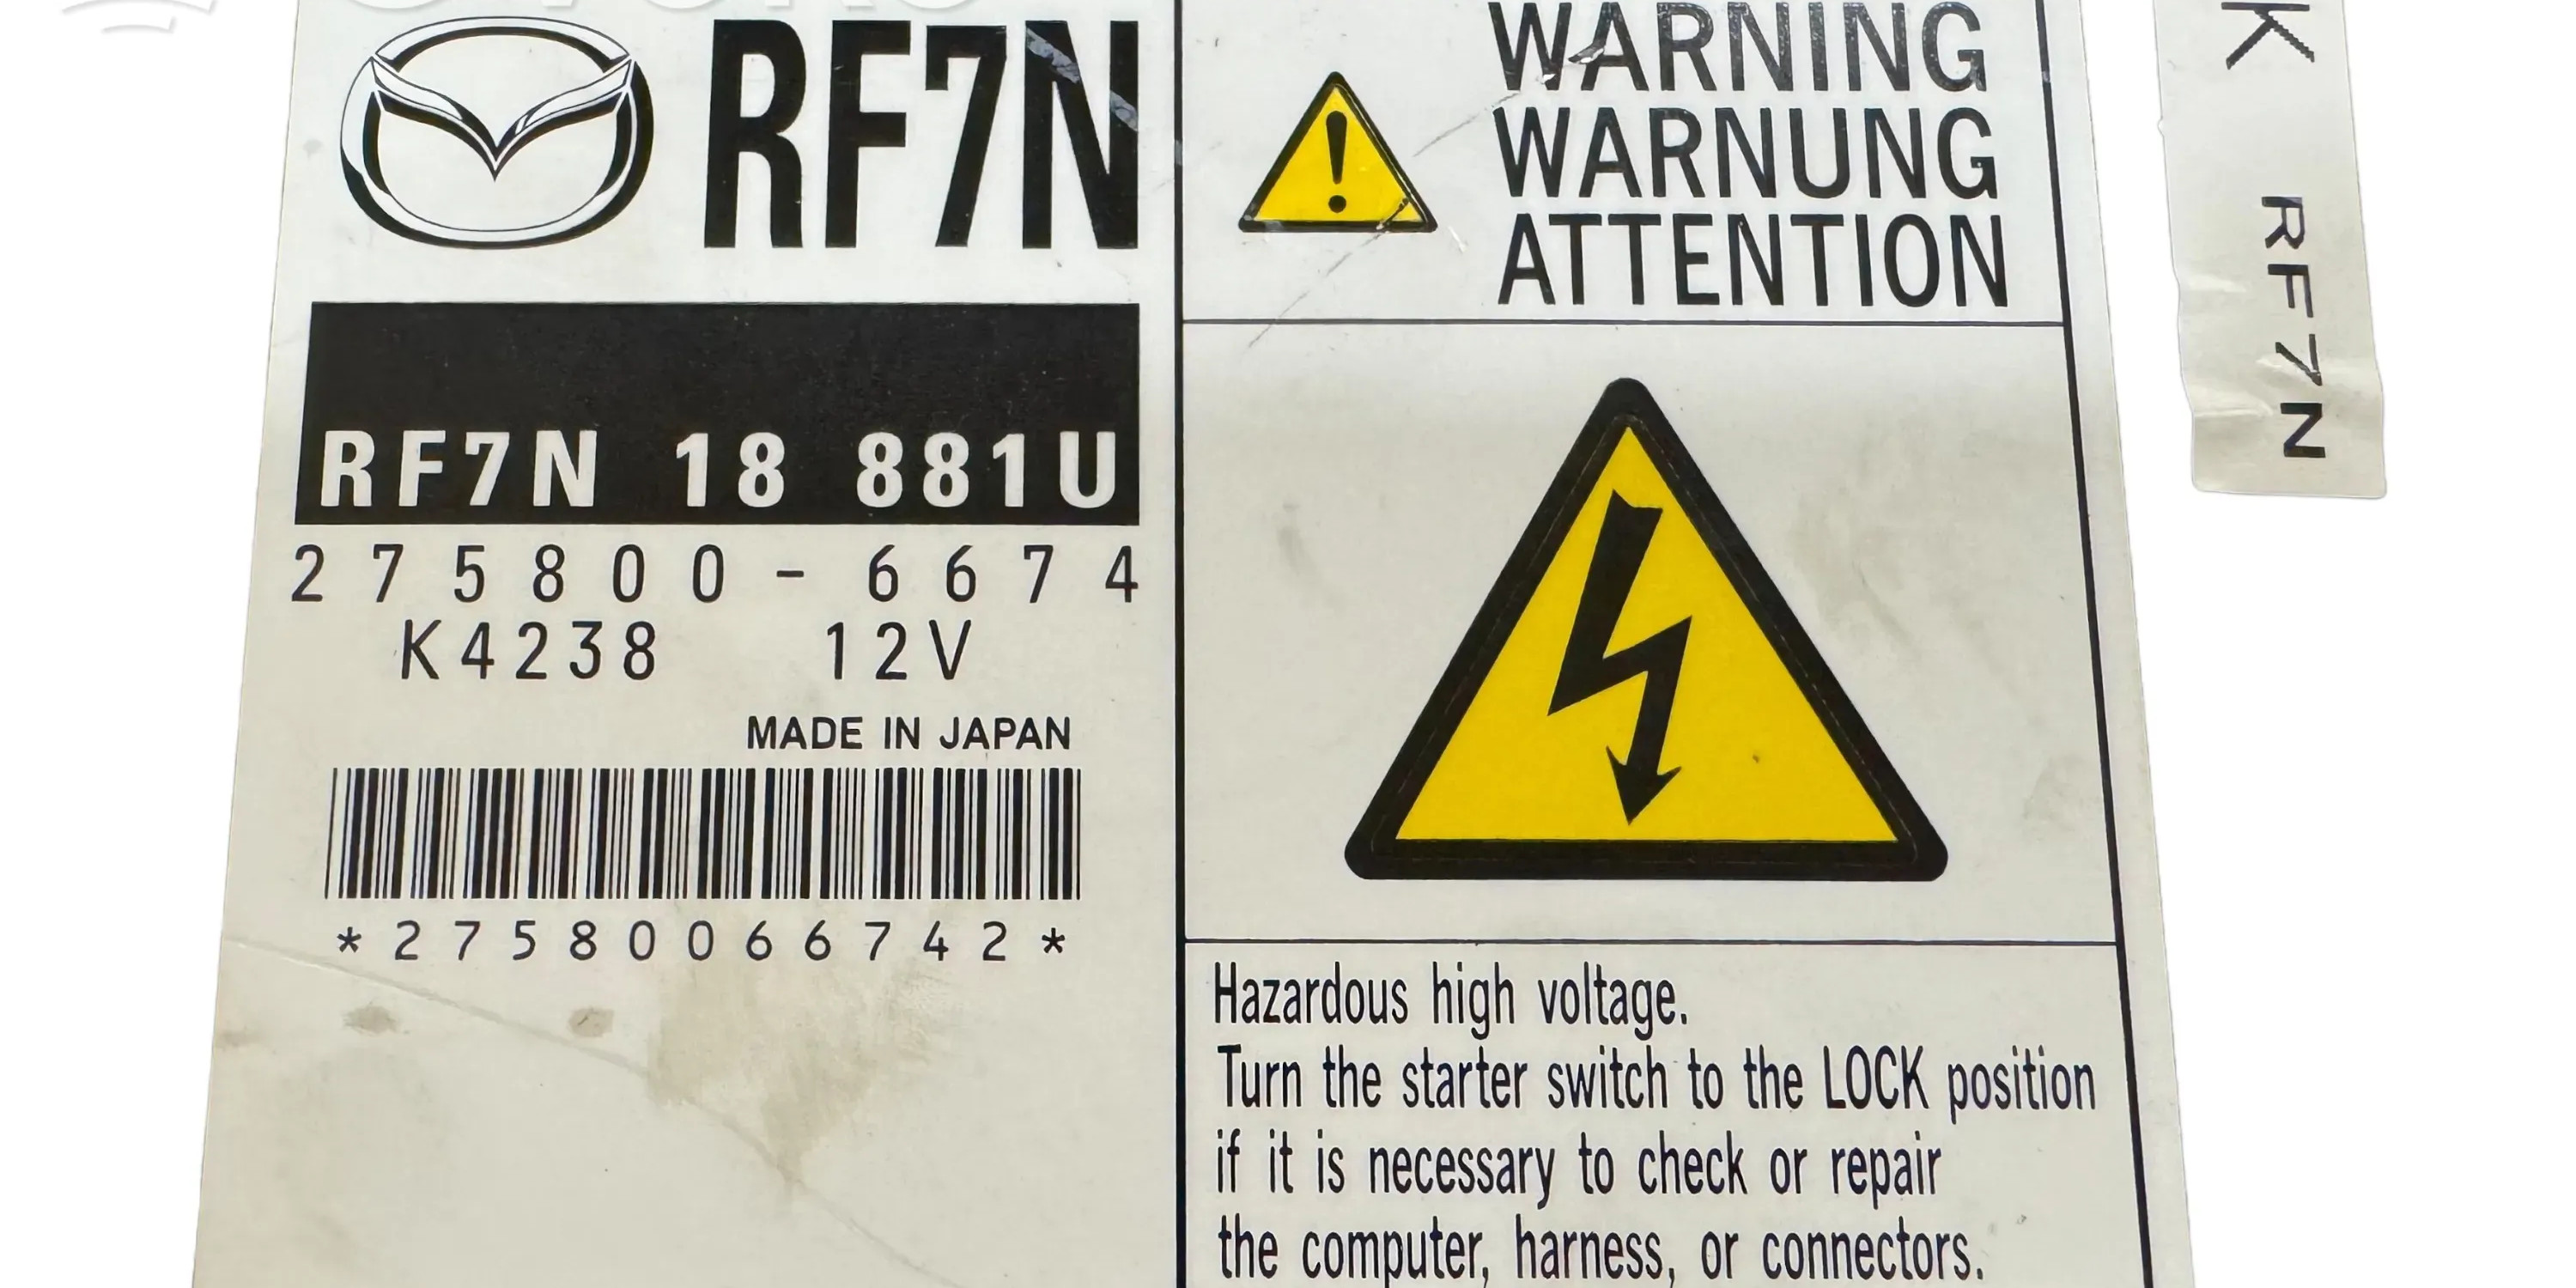 RF7N
RF7N 18 881U
275800-6674
K4238 12V
MADE IN JAPAN
*27580066742*
WARNING
WARNUNG
ATTENTION
Hazardous high voltage.
Turn the starter switch to the LOCK position
if it is necessary to check or repair
the computer, harness, or connectors.
K RF7N